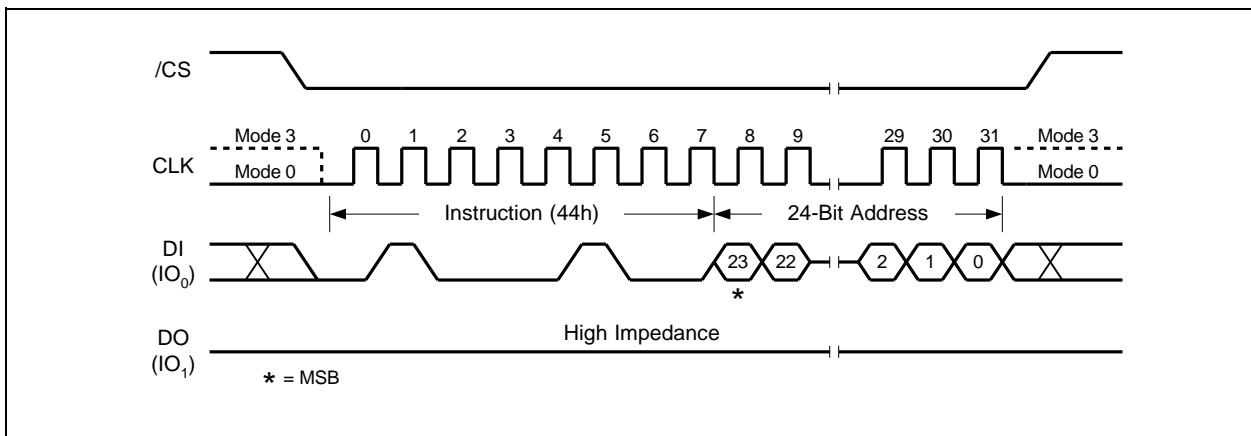 /CS
Mode 3 0 1 2 3 4 5 6 7 8 9 29 30 31 Mode 3
CLK Mode 0 Mode 0
Instruction (44h) 24-Bit Address
DI
(IO0) 23 22 2 1 0
*
High Impedance
DO
(IO1)
* = MSB